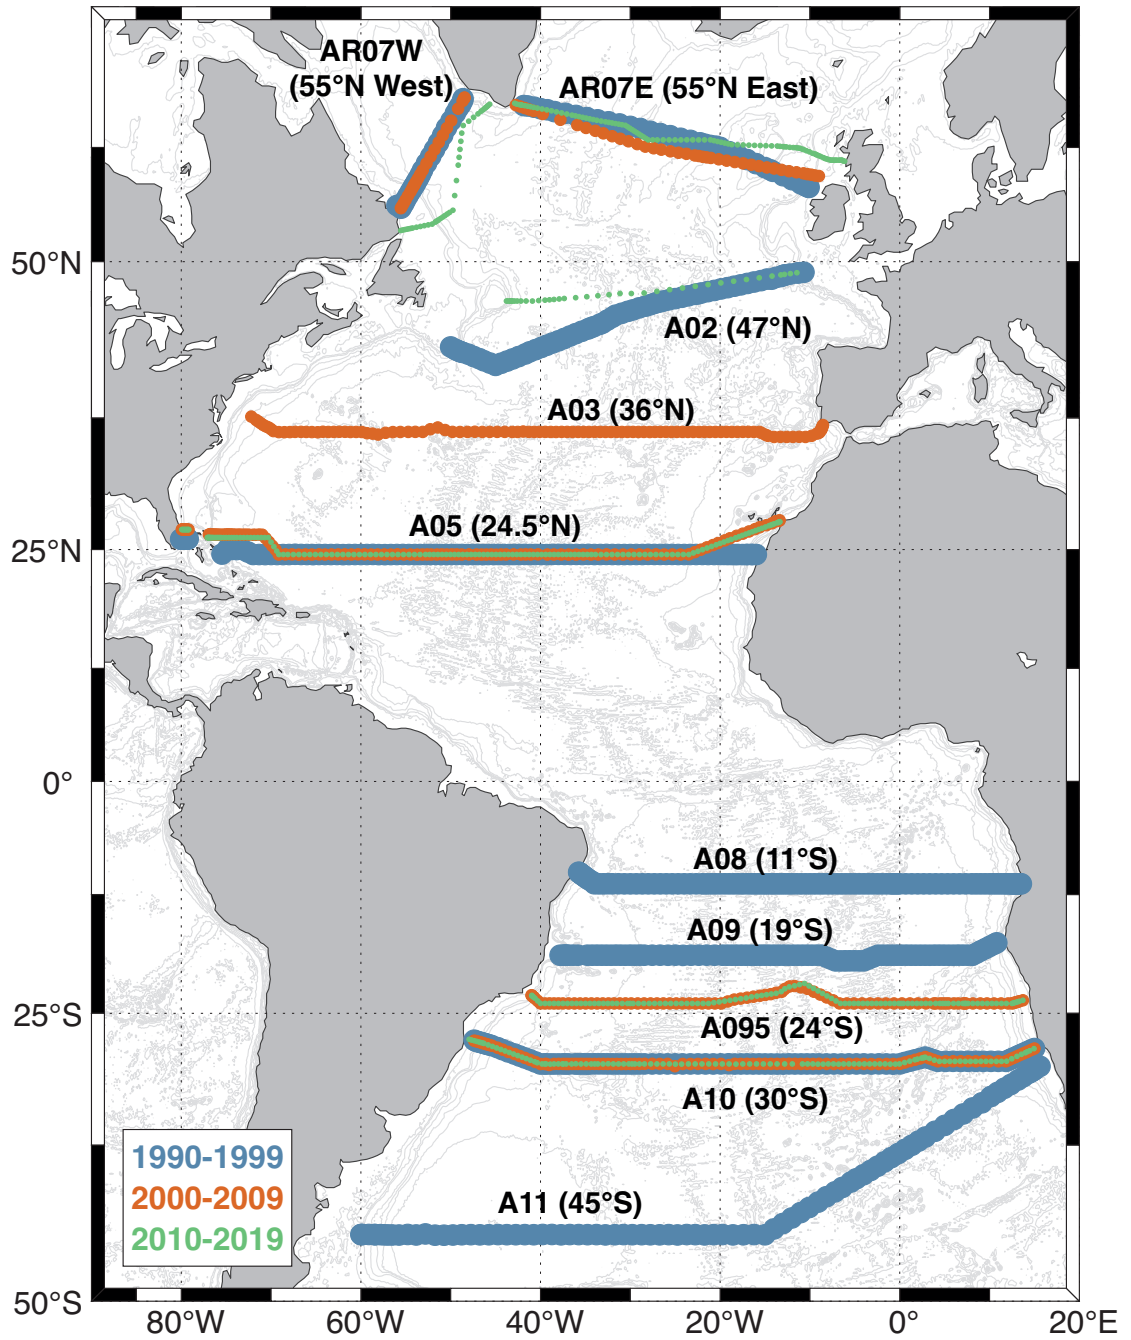 AR07W
(55°N West)
AR07E (55°N East)
50°N
A02 (47°N)
A03 (36°N)
A05 (24.5°N)
25°N
0°
A08 (11°S)
A09 (19°S)
25°S
A095 (24°S)
A10 (30°S)
1990-1999
2000-2009
2010-2019
A11 (45°S)
50°S
80°W 60°W 40°W 20°W 0° 20°E